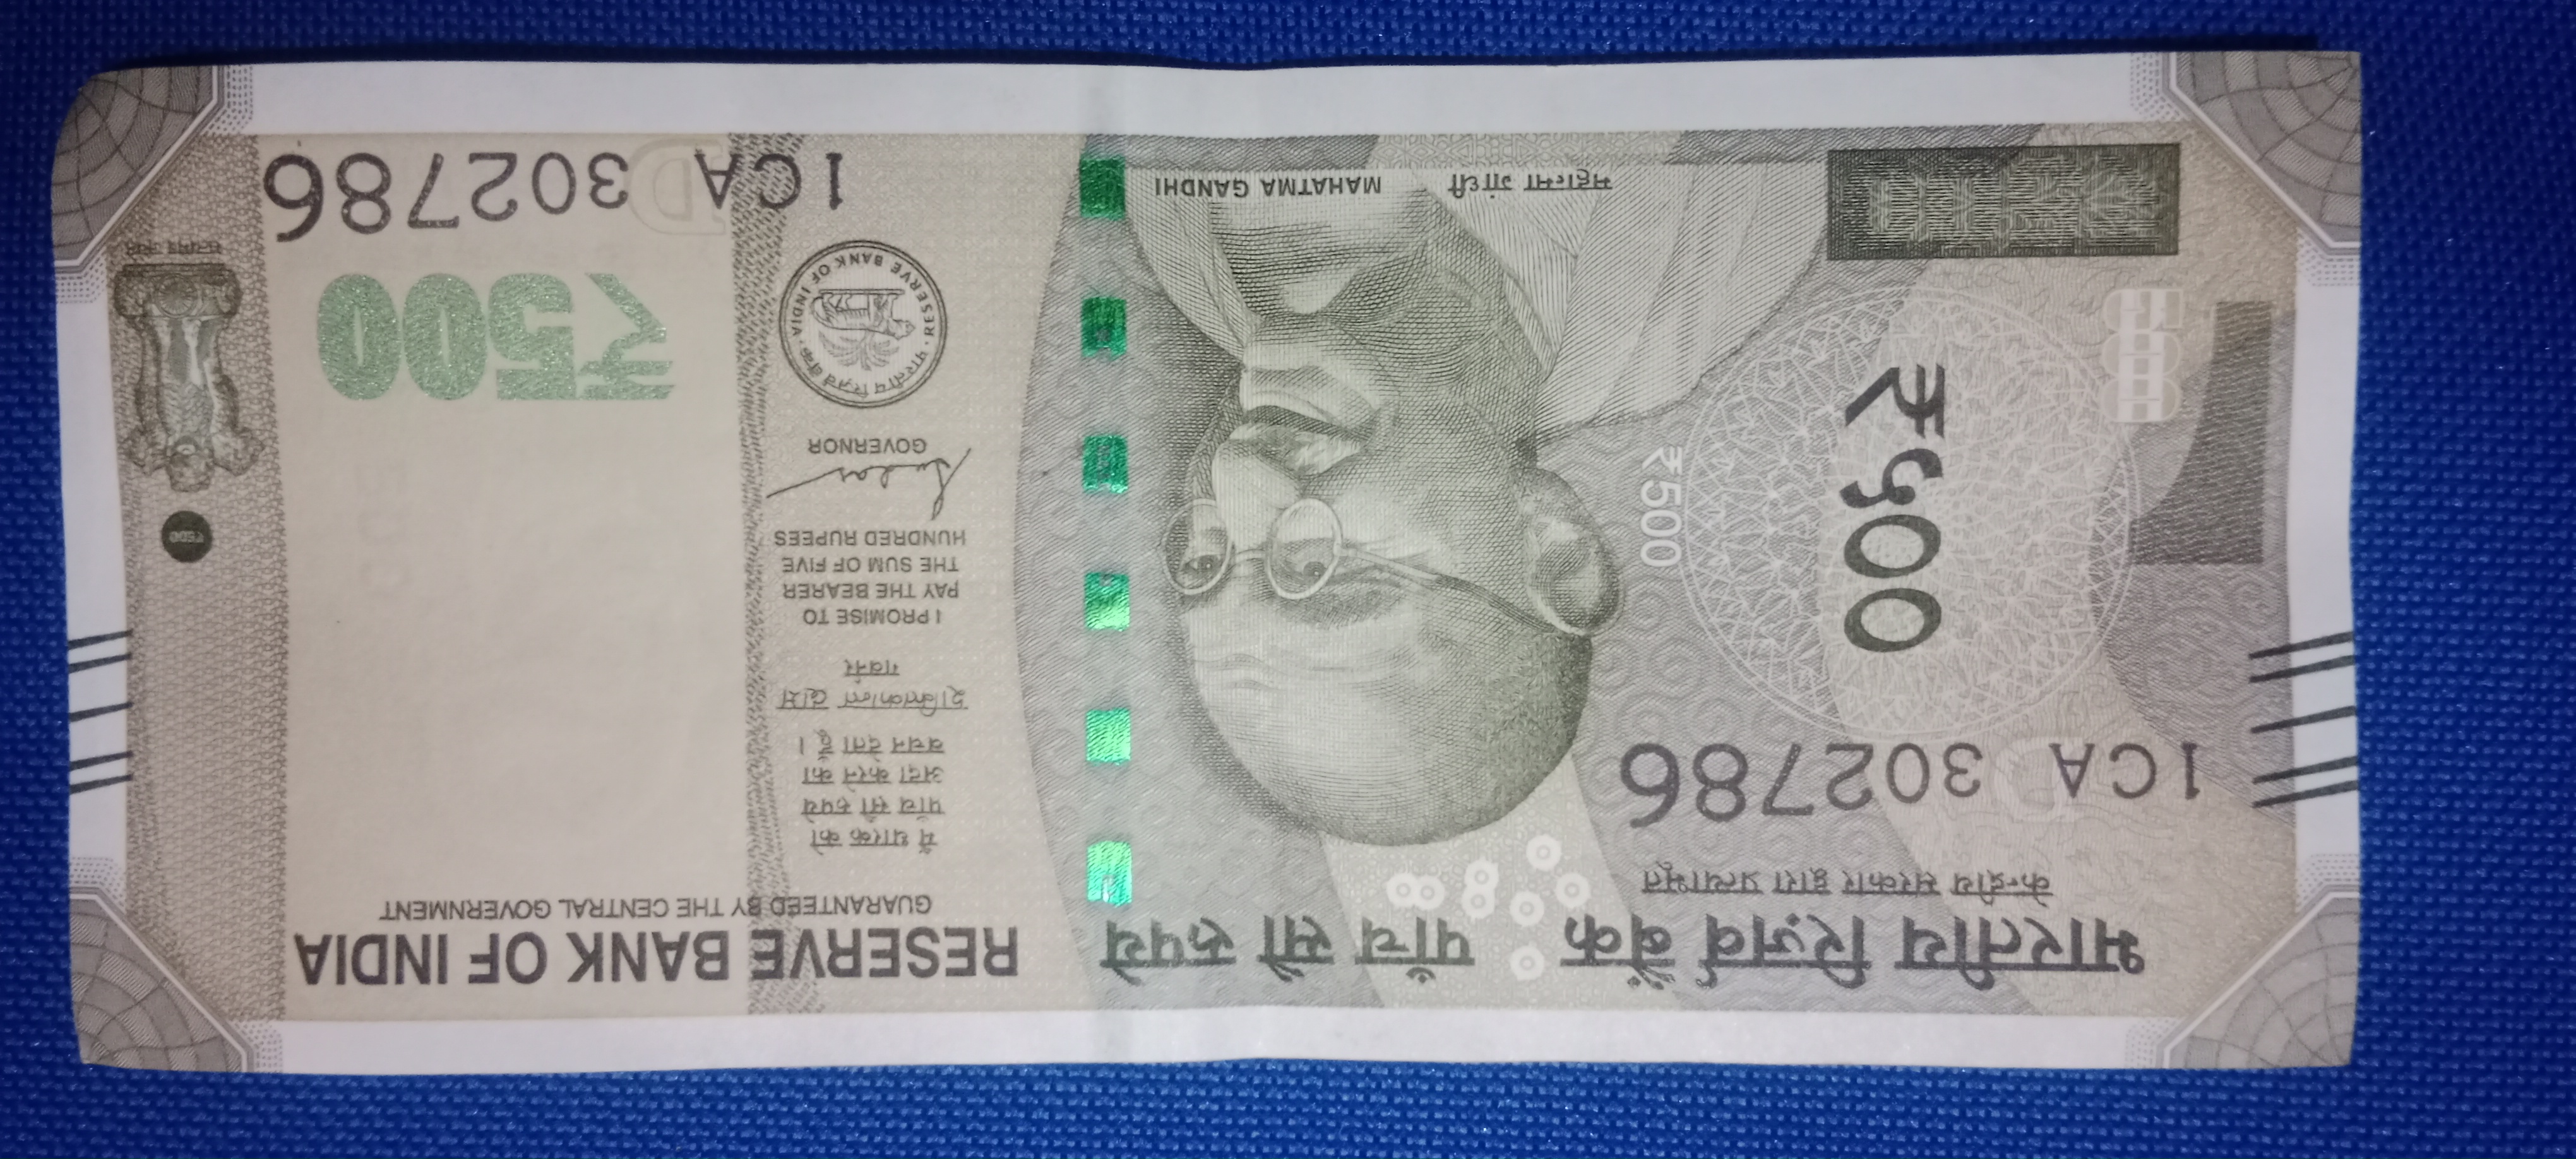 भारतीय रिज़र्व बैंक
पाँच सौ रुपये
RESERVE BANK OF INDIA
केन्द्रीय सरकार द्वारा प्रत्याभूत
GUARANTEED BY THE CENTRAL GOVERNMENT
1CA 302786
₹५००
₹500
महात्मा गांधी
MAHATMA GANDHI
मैं धारक को
पाँच सौ रुपये
अदा करने का
वचन देता हूँ ।
शक्तिकान्त दास
गवर्नर
I PROMISE TO
PAY THE BEARER
THE SUM OF FIVE
HUNDRED RUPEES
GOVERNOR
भारतीय रिज़र्व बैंक
RESERVE BANK OF INDIA
₹500
₹500
सत्यमेव जयते
1CA 302786